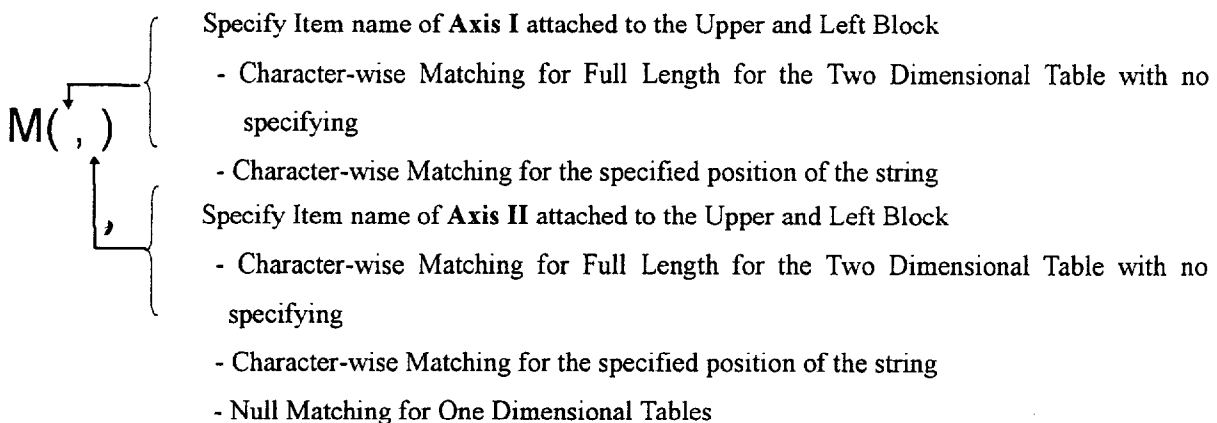 Specify Item name of Axis I attached to the Upper and Left Block
- Character-wise Matching for Full Length for the Two Dimensional Table with no
specifying
M( , )
- Character-wise Matching for the specified position of the string
Specify Item name of Axis II attached to the Upper and Left Block
,
- Character-wise Matching for Full Length for the Two Dimensional Table with no
specifying
- Character-wise Matching for the specified position of the string
- Null Matching for One Dimensional Tables